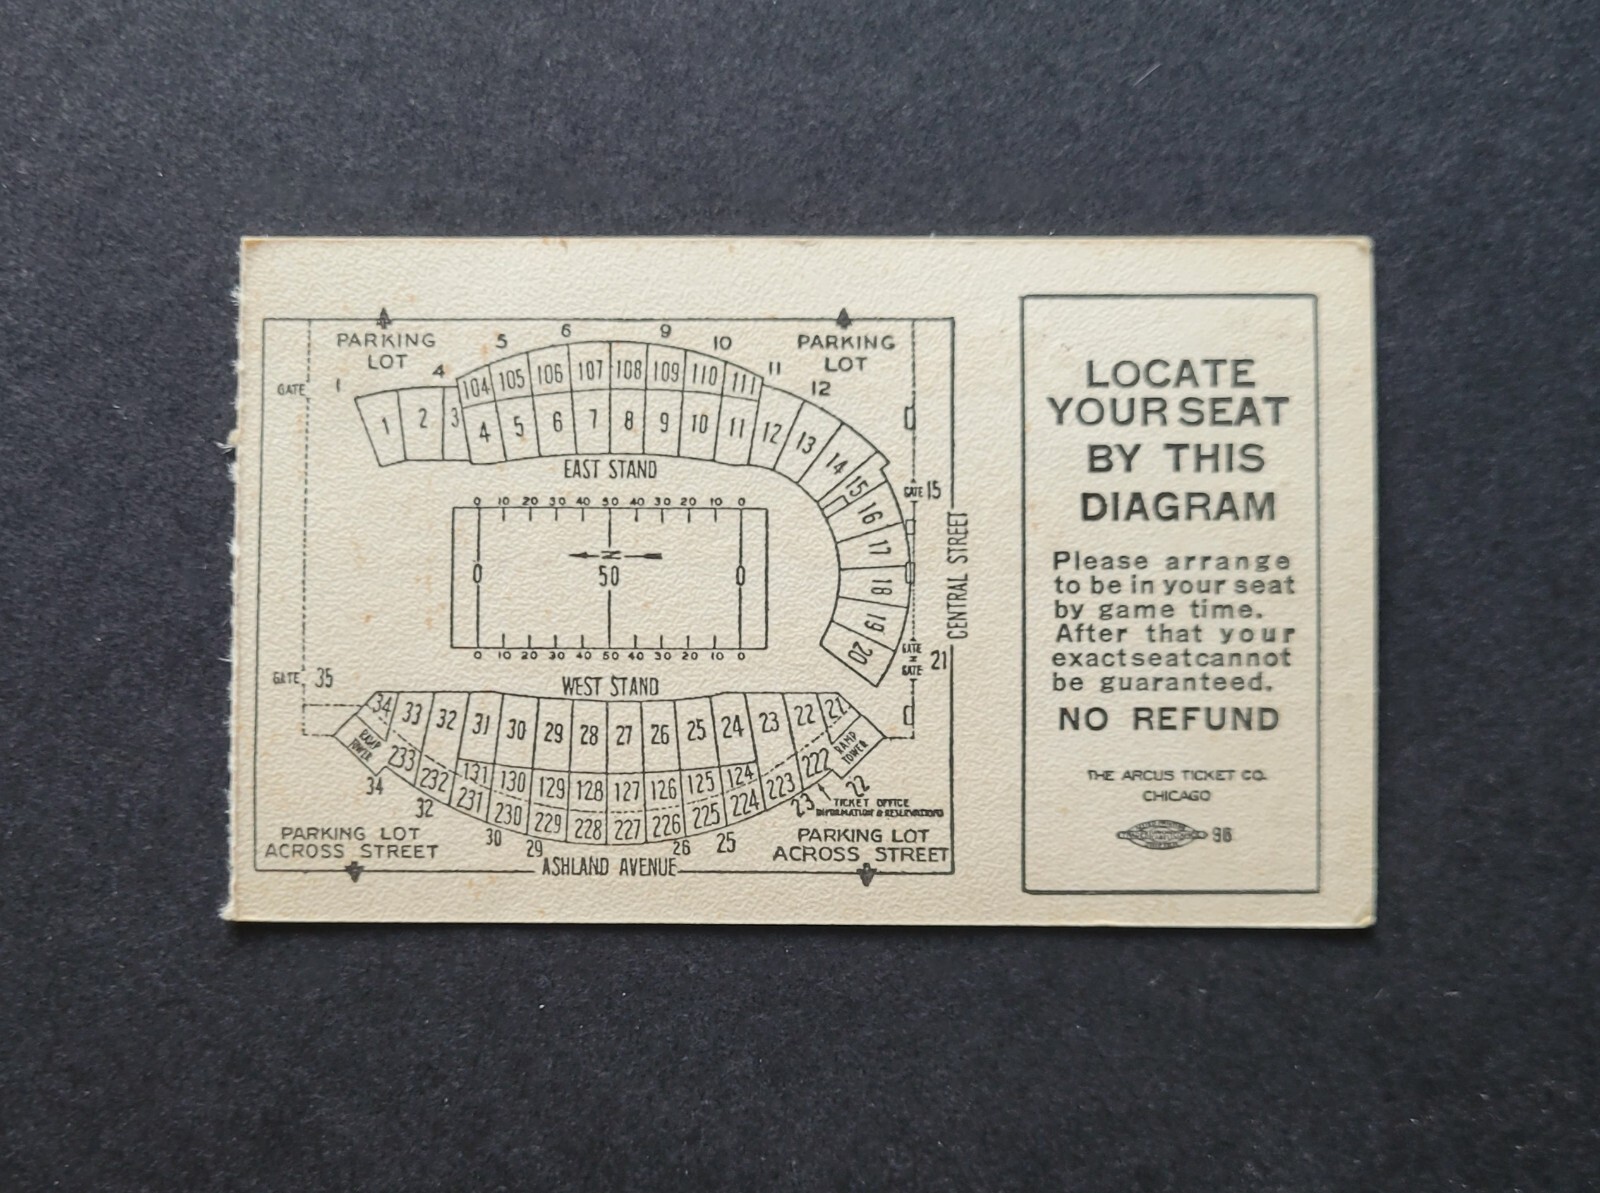 PARKING LOT
PARKING LOT
GATE 1
4 5 6 9 10 11 12
104 105 106 107 108 109 110 111
1 2 3 4 5 6 7 8 9 10 11 12 13 14 15 16 17 18 19 20
EAST STAND
0 10 20 30 40 50 40 30 20 10 0
N
0 50 0
0 10 20 30 40 50 40 30 20 10 0
WEST STAND
GATE 15
CENTRAL STREET
GATE
GATE 21
GATE 35
34 33 32 31 30 29 28 27 26 25 24 23 22 21
RAMP TOWER
RAMP TOWER
131 130 129 128 127 126 125 124
233 232 231 230 229 228 227 226 225 224 223 222
34 32 30 29 26 25 23 22
TICKET OFFICE
INFORMATION & RESERVATIONS
PARKING LOT
ACROSS STREET
PARKING LOT
ACROSS STREET
ASHLAND AVENUE
LOCATE
YOUR SEAT
BY THIS
DIAGRAM
Please arrange
to be in your seat
by game time.
After that your
exact seat cannot
be guaranteed.
NO REFUND
THE ARCUS TICKET CO.
CHICAGO
96